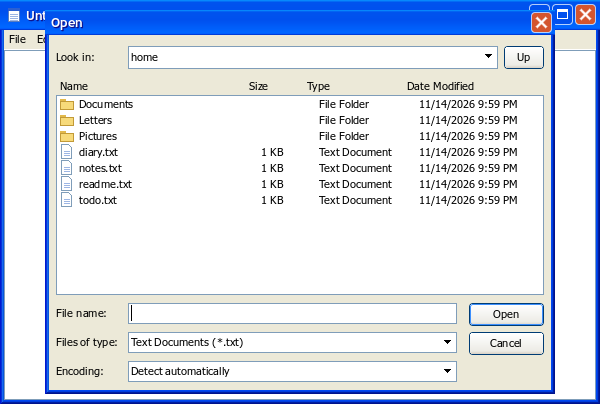 Open
File
Look in: home Up
Name Size Type Date Modified
Documents File Folder 11/14/2026 9:59 PM
Letters File Folder 11/14/2026 9:59 PM
Pictures File Folder 11/14/2026 9:59 PM
diary.txt 1 KB Text Document 11/14/2026 9:59 PM
notes.txt 1 KB Text Document 11/14/2026 9:59 PM
readme.txt 1 KB Text Document 11/14/2026 9:59 PM
todo.txt 1 KB Text Document 11/14/2026 9:59 PM
File name: Open
Files of type: Text Documents (*.txt) Cancel
Encoding: Detect automatically